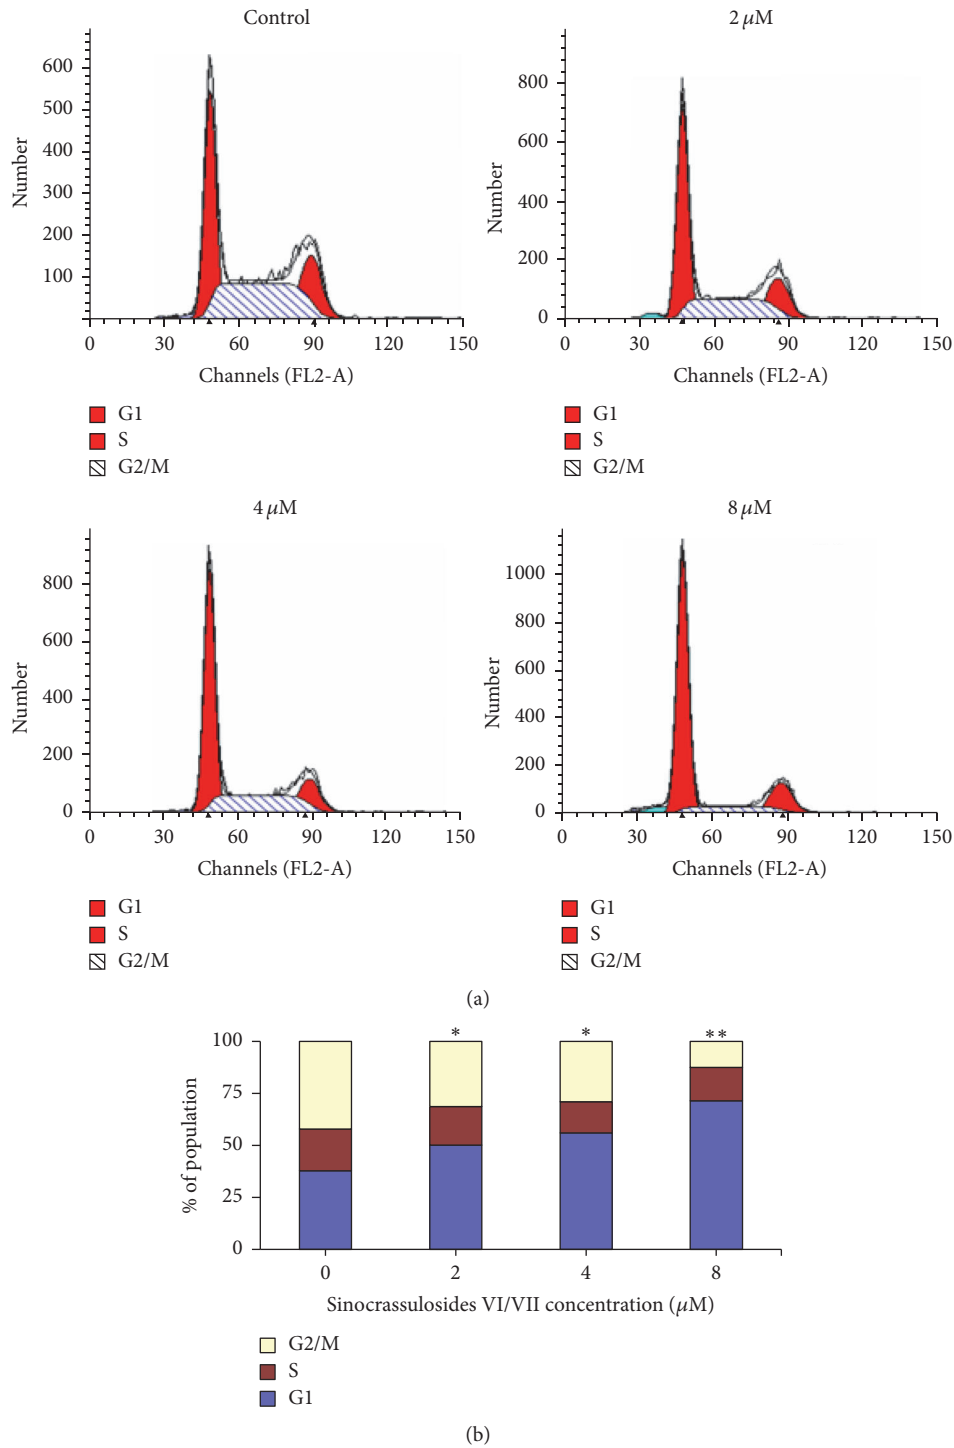 Control
Number
600
500
400
300
200
100
0 30 60 90 120 150
Channels (FL2-A)
G1
S
G2/M
2 μM
Number
800
600
400
200
0
0 30 60 90 120 150
Channels (FL2-A)
G1
S
G2/M
4 μM
Number
800
600
400
200
0
0 30 60 90 120 150
Channels (FL2-A)
G1
S
G2/M
8 μM
Number
1000
800
600
400
200
0
0 30 60 90 120 150
Channels (FL2-A)
G1
S
G2/M
(a)
% of population
100
75
50
25
0
* * **
0 2 4 8
Sinocrassulosides VI/VII concentration (μM)
G2/M
S
G1
(b)